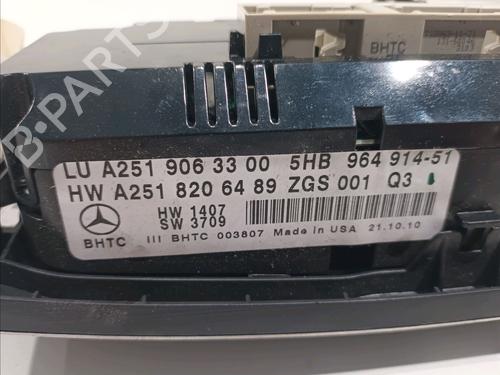 BHTC
LU A251 906 33 00 5HB 964 914-51
HW A251 820 64 89 ZGS 001 Q3
HW 1407
SW 3709
BHTC III BHTC 003807 Made in USA 21.10.10